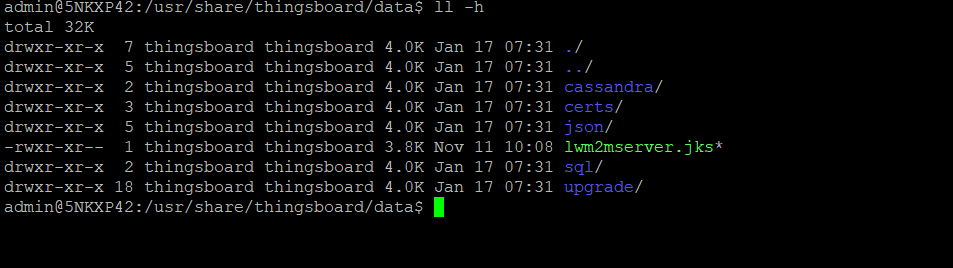 admin@5NKXP42:/usr/share/thingsboard/data$ ll -h
total 32K
drwxr-xr-x  7 thingsboard thingsboard 4.0K Jan 17 07:31 ./
drwxr-xr-x  5 thingsboard thingsboard 4.0K Jan 17 07:31 ../
drwxr-xr-x  2 thingsboard thingsboard 4.0K Jan 17 07:31 cassandra/
drwxr-xr-x  3 thingsboard thingsboard 4.0K Jan 17 07:31 certs/
drwxr-xr-x  5 thingsboard thingsboard 4.0K Jan 17 07:31 json/
-rwxr-xr--  1 thingsboard thingsboard 3.8K Nov 11 10:08 lwm2mserver.jks*
drwxr-xr-x  2 thingsboard thingsboard 4.0K Jan 17 07:31 sql/
drwxr-xr-x 18 thingsboard thingsboard 4.0K Jan 17 07:31 upgrade/
admin@5NKXP42:/usr/share/thingsboard/data$